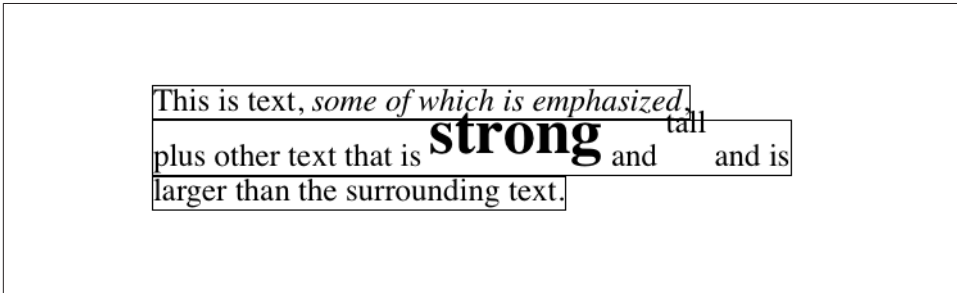 This is text, some of which is emphasized,
plus other text that is strong and tall and is
larger than the surrounding text.